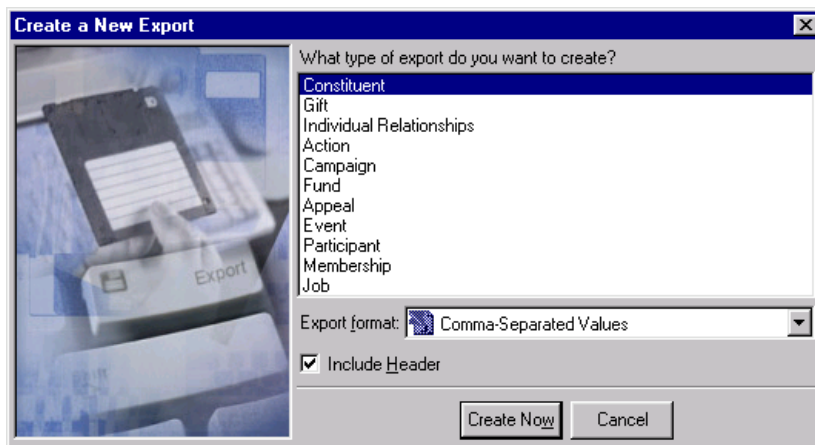 Create a New Export
What type of export do you want to create?
Constituent
Gift
Individual Relationships
Action
Campaign
Fund
Appeal
Event
Participant
Membership
Job
Export
Export format: Comma-Separated Values
Include Header
Create Now Cancel